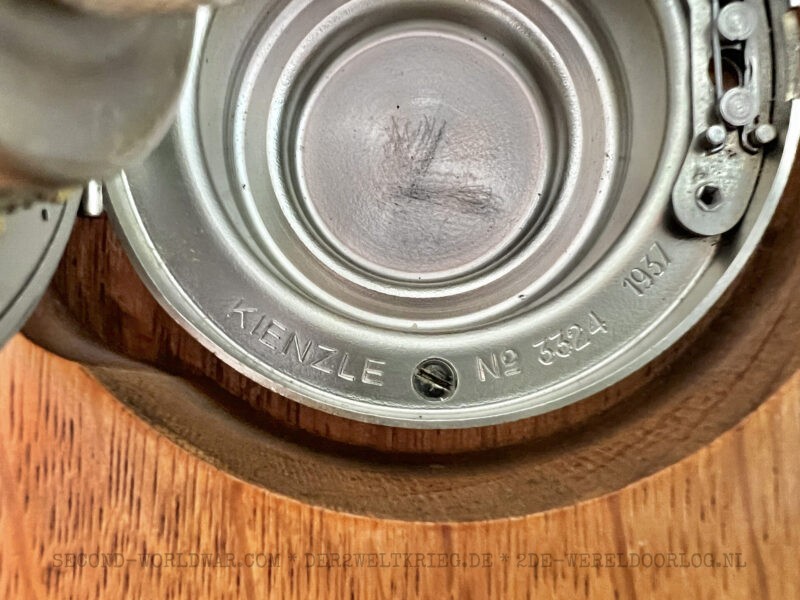 KIENZLE Nº 3324 1937
SECOND-WORLDWAR.COM * DER2WELTKRIEG.DE * 2DE-WERELDOORLOG.NL